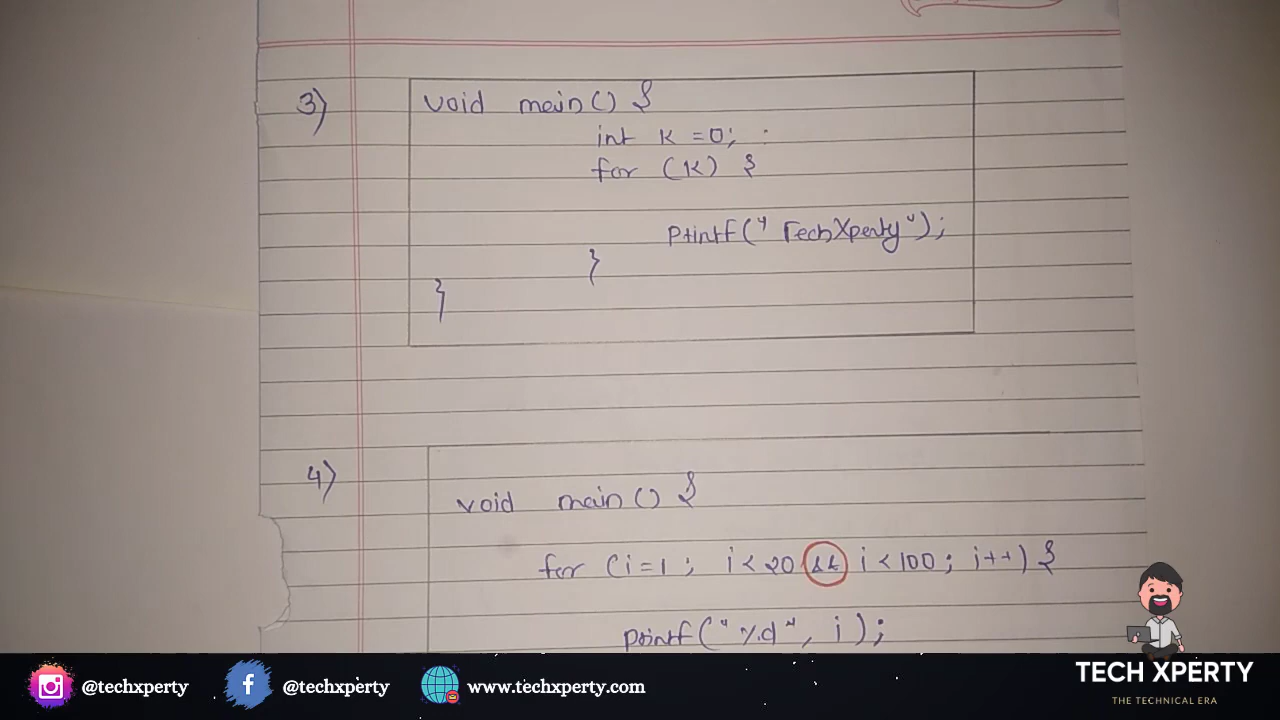 3)
void main() {
int k = 0;
for (k) {
printf(" TechXperty");
}
}
4)
void main() {
for (i=1; i<20 && i<100; i++) {
printf("%d", i);
@techxperty
@techxperty
www.techxperty.com
TECH XPERTY
THE TECHNICAL ERA